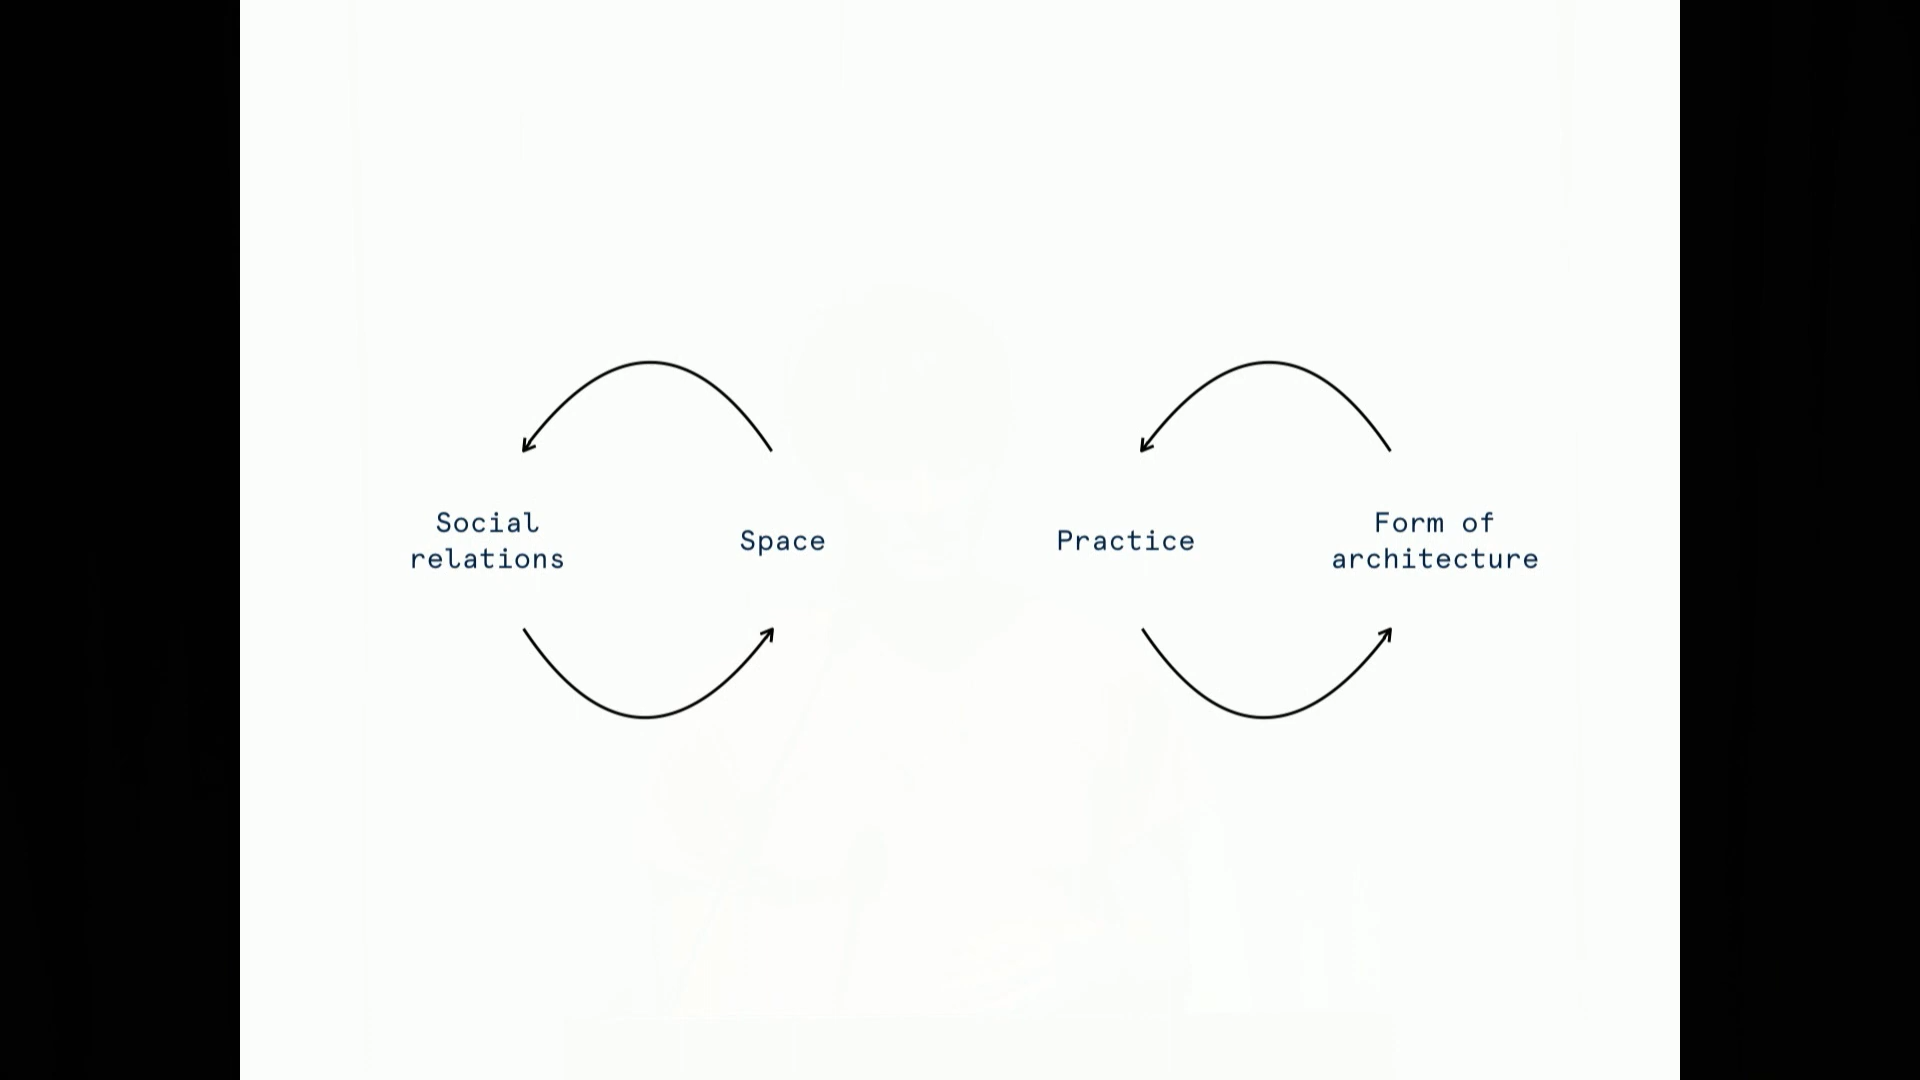 Social
relations
Space
Practice
Form of
architecture